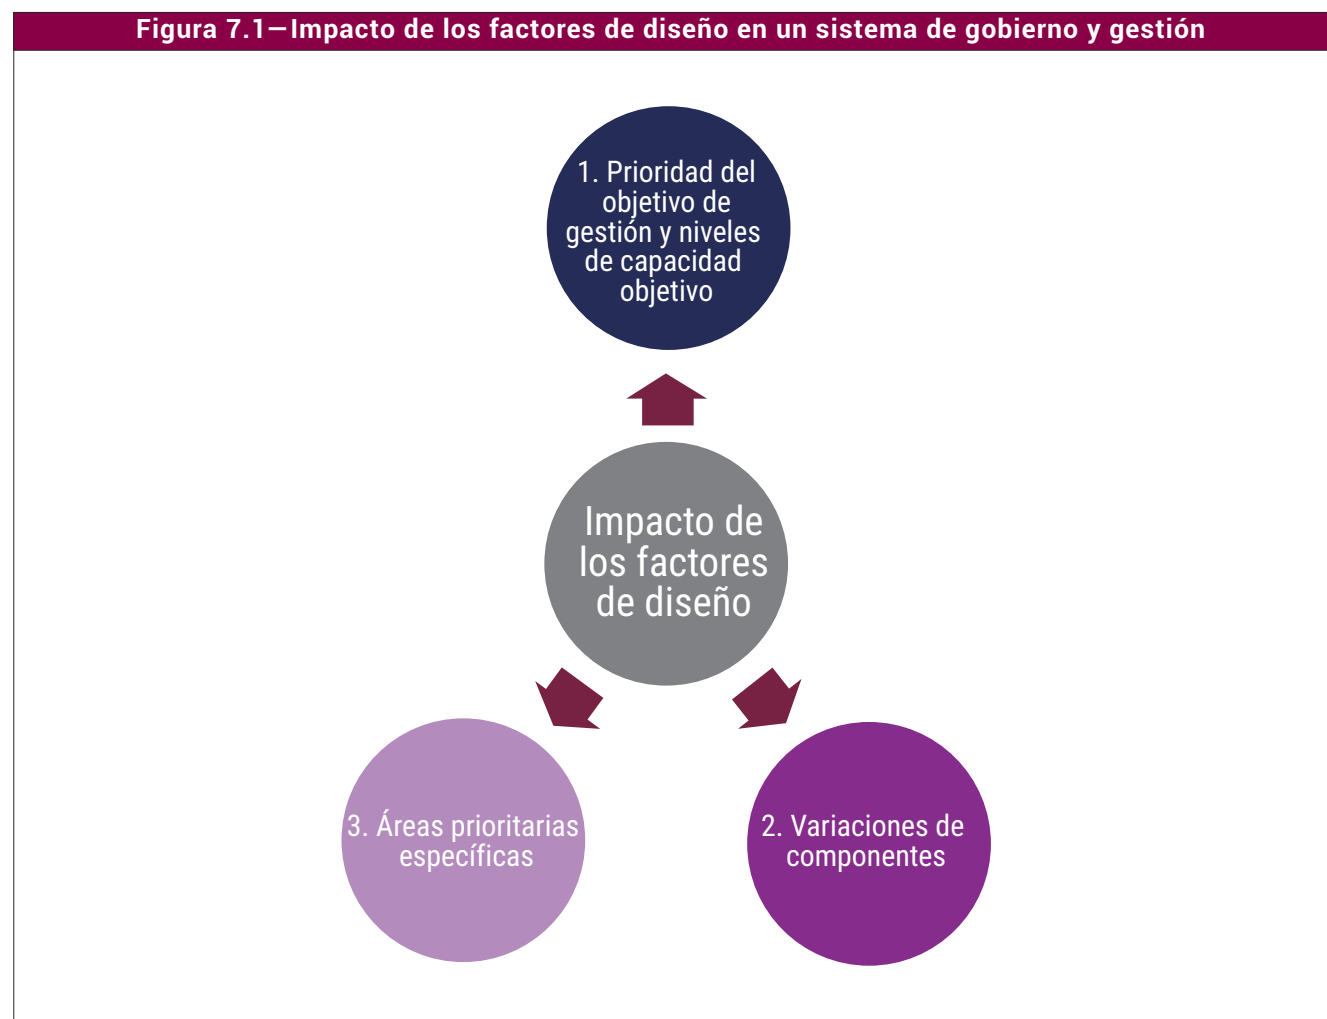 Figura 7.1—Impacto de los factores de diseño en un sistema de gobierno y gestión
1. Prioridad del
objetivo de
gestión y niveles
de capacidad
objetivo
Impacto de
los factores
de diseño
3. Áreas prioritarias
específicas
2. Variaciones de
componentes